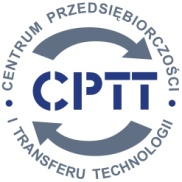 · CENTRUM PRZEDSIĘBIORCZOŚCI ·
CPTT
I TRANSFERU TECHNOLOGII